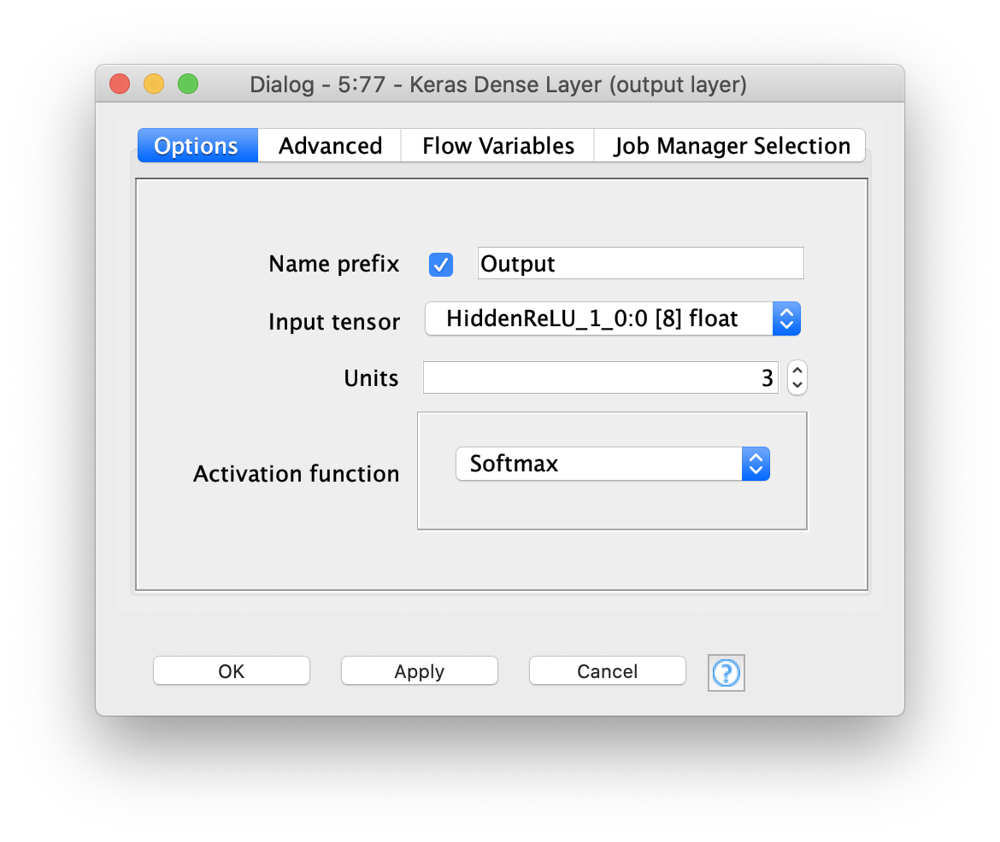 Dialog - 5:77 - Keras Dense Layer (output layer)
Options Advanced Flow Variables Job Manager Selection
Name prefix Output
Input tensor HiddenReLU_1_0:0 [8] float
Units 3
Activation function Softmax
OK Apply Cancel ?